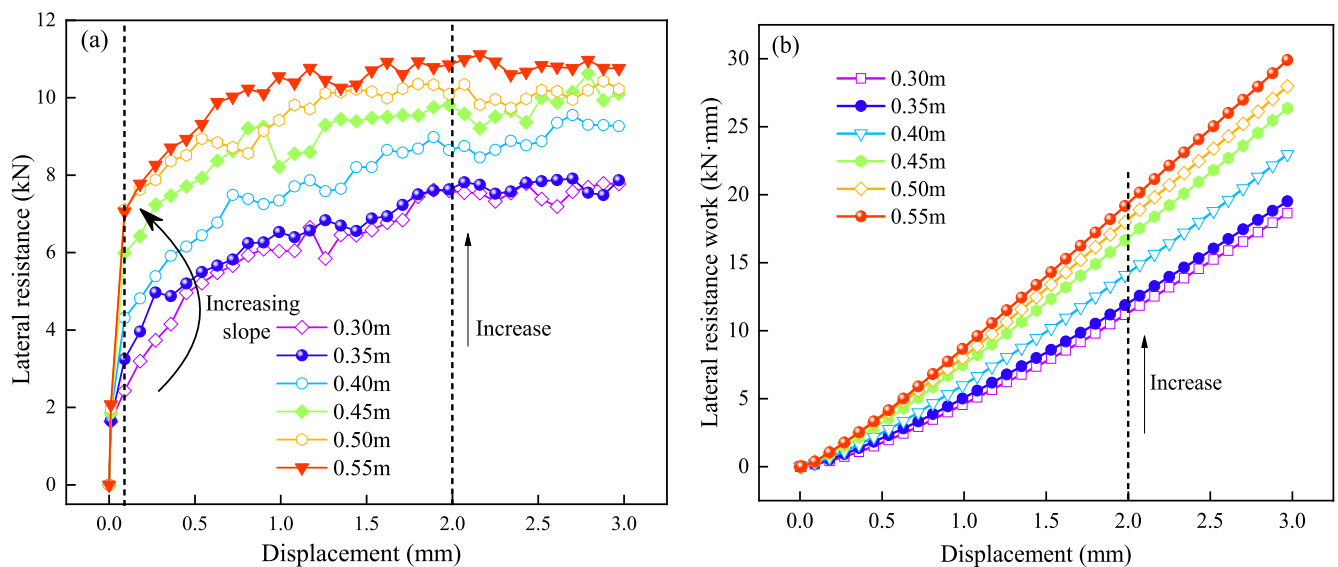 (a)
Lateral resistance (kN)
12
10
8
6
4
2
0
0.0 0.5 1.0 1.5 2.0 2.5 3.0
Displacement (mm)
Increasing
slope
Increase
0.30m
0.35m
0.40m
0.45m
0.50m
0.55m
(b)
Lateral resistance work (kN·mm)
30
25
20
15
10
5
0
0.0 0.5 1.0 1.5 2.0 2.5 3.0
Displacement (mm)
0.30m
0.35m
0.40m
0.45m
0.50m
0.55m
Increase